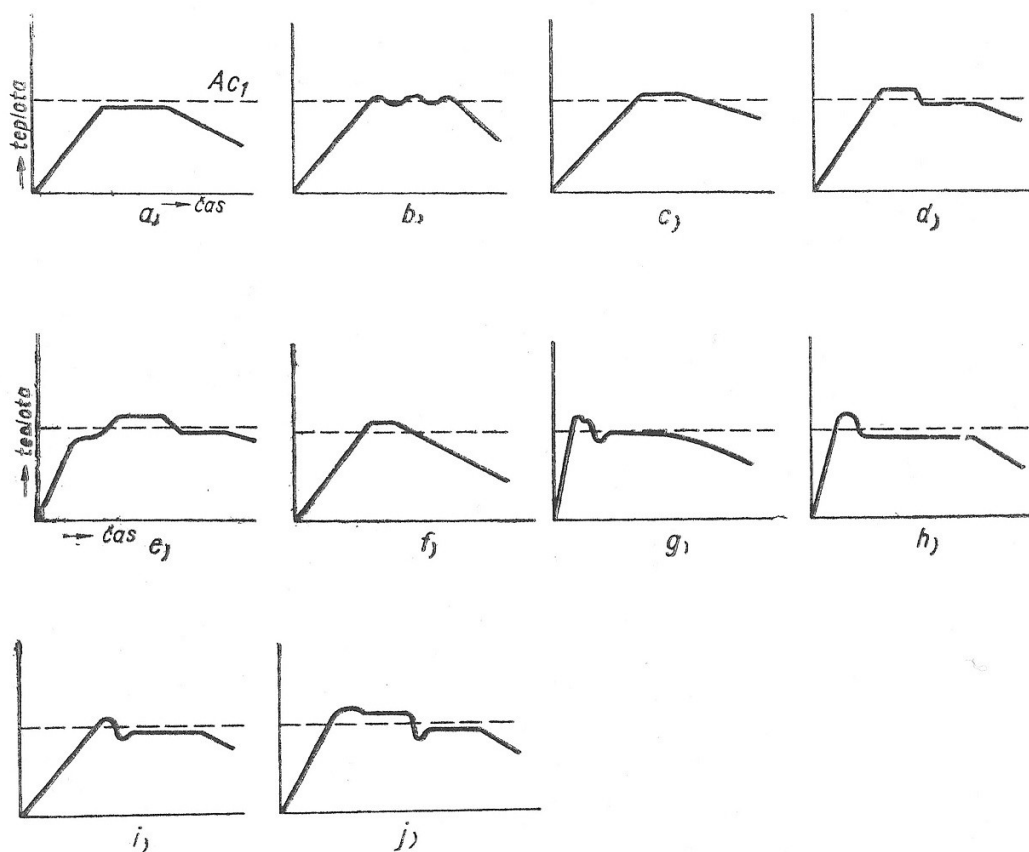 Ac1
→ teplota
→ čas
a)
b)
c)
d)
→ teplota
→ čas
e)
f)
g)
h)
i)
j)